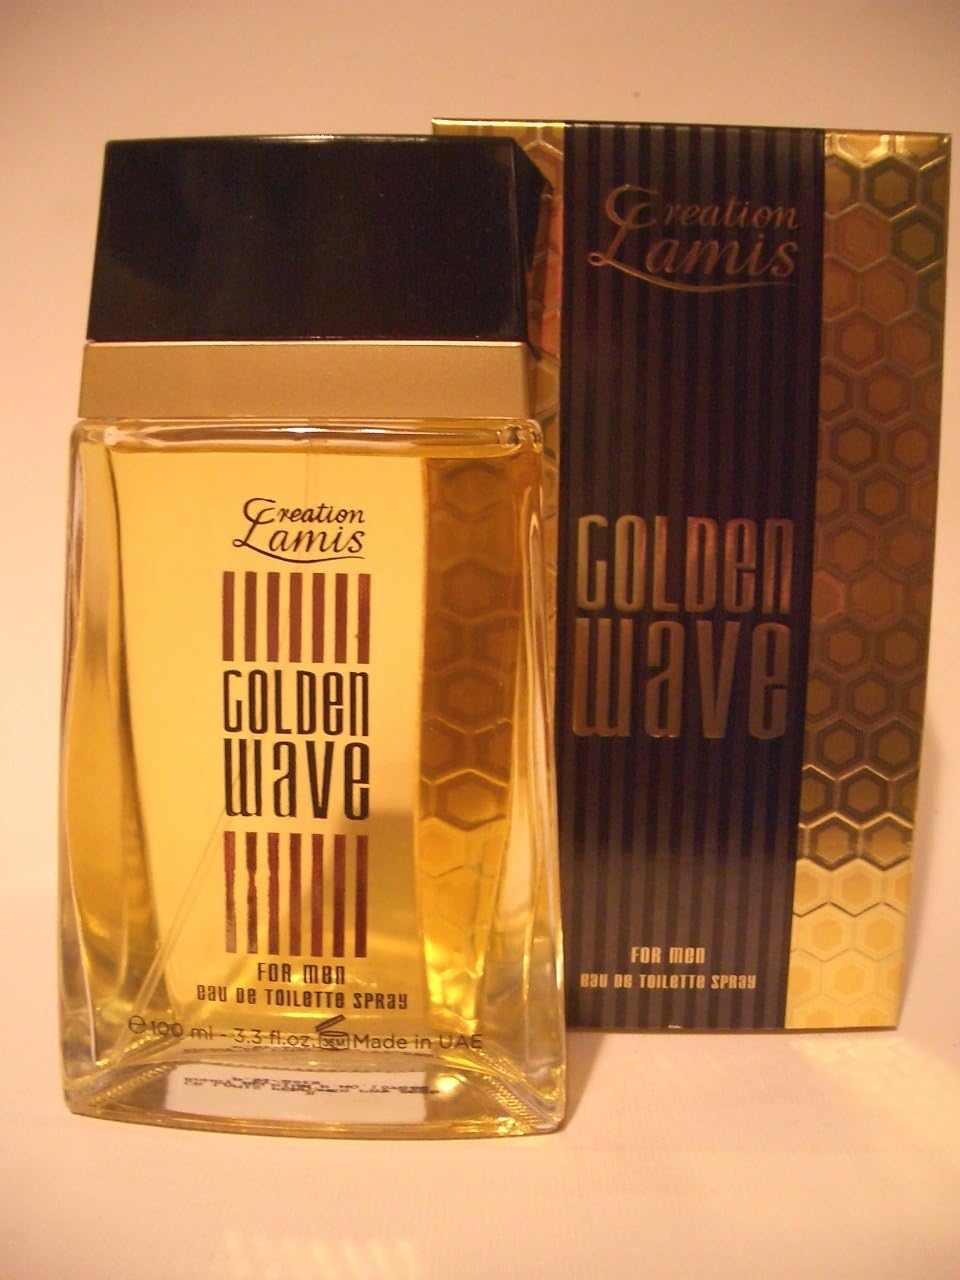 Creation
Lamis
GOLDEN
WAVE
FOR MEN
EAU DE TOILETTE SPRAY
℮ 100 ml - 3.3 fl.oz. 36M Made in UAE
Creation
Lamis
GOLDEN
WAVE
FOR MEN
EAU DE TOILETTE SPRAY